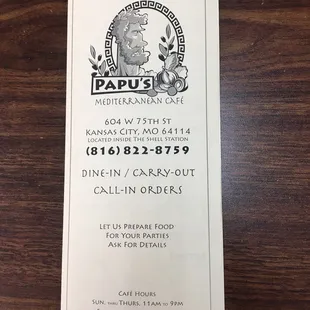 PAPU'S
MEDITERRANEAN CAFÉ
604 W 75TH ST
KANSAS CITY, MO 64114
LOCATED INSIDE THE SHELL STATION
(816) 822-8759
DINE-IN / CARRY-OUT
CALL-IN ORDERS
LET US PREPARE FOOD
FOR YOUR PARTIES
ASK FOR DETAILS
CAFÉ HOURS
SUN. THRU THURS. 11AM TO 9PM